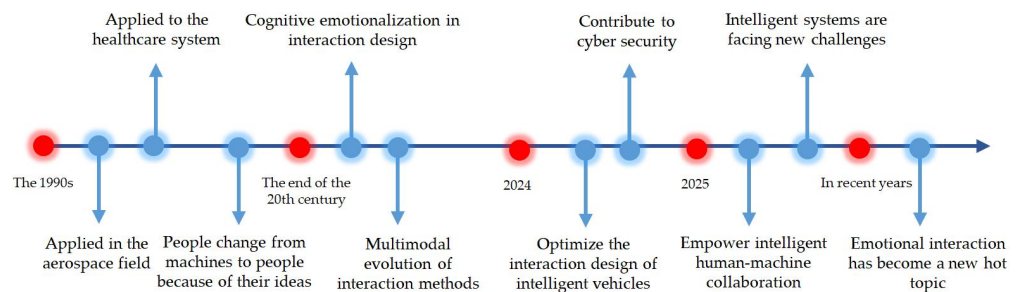 Applied to the
healthcare system
Cognitive emotionalization in
interaction design
Contribute to
cyber security
Intelligent systems are
facing new challenges
The 1990s
The end of the
20th century
2024
2025
In recent years
Applied in the
aerospace field
People change from
machines to people
because of their ideas
Multimodal
evolution of
interaction methods
Optimize the
interaction design of
intelligent vehicles
Empower intelligent
human-machine
collaboration
Emotional interaction
has become a new hot
topic